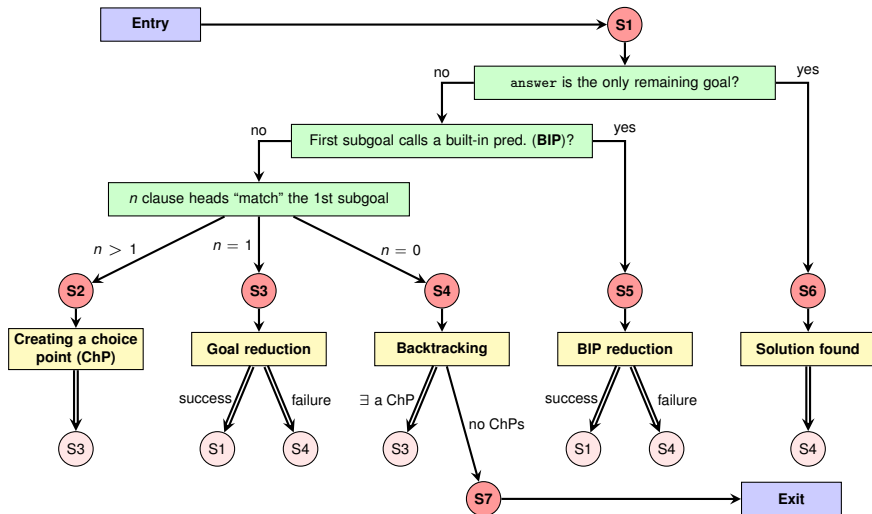 Entry
S1
no
answer is the only remaining goal?
yes
no
First subgoal calls a built-in pred. (BIP)?
yes
n clause heads “match” the 1st subgoal
n > 1
n = 1
n = 0
S2
S3
S4
S5
S6
Creating a choice
point (ChP)
Goal reduction
Backtracking
BIP reduction
Solution found
success
failure
∃ a ChP
no ChPs
success
failure
S3
S1
S4
S3
S1
S4
S4
S7
Exit